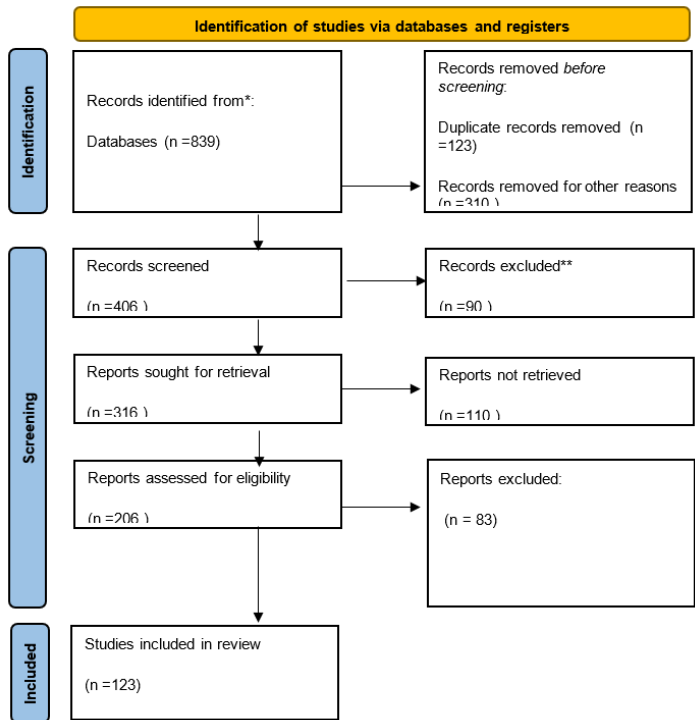 Identification of studies via databases and registers
Identification
Records identified from*:
Databases (n =839)
Records removed before
screening:
Duplicate records removed (n
=123)
Records removed for other reasons
(n =310 )
Screening
Records screened
(n =406 )
Records excluded**
(n =90 )
Reports sought for retrieval
(n =316 )
Reports not retrieved
(n =110 )
Reports assessed for eligibility
(n =206 )
Reports excluded:
(n = 83)
Included
Studies included in review
(n =123)